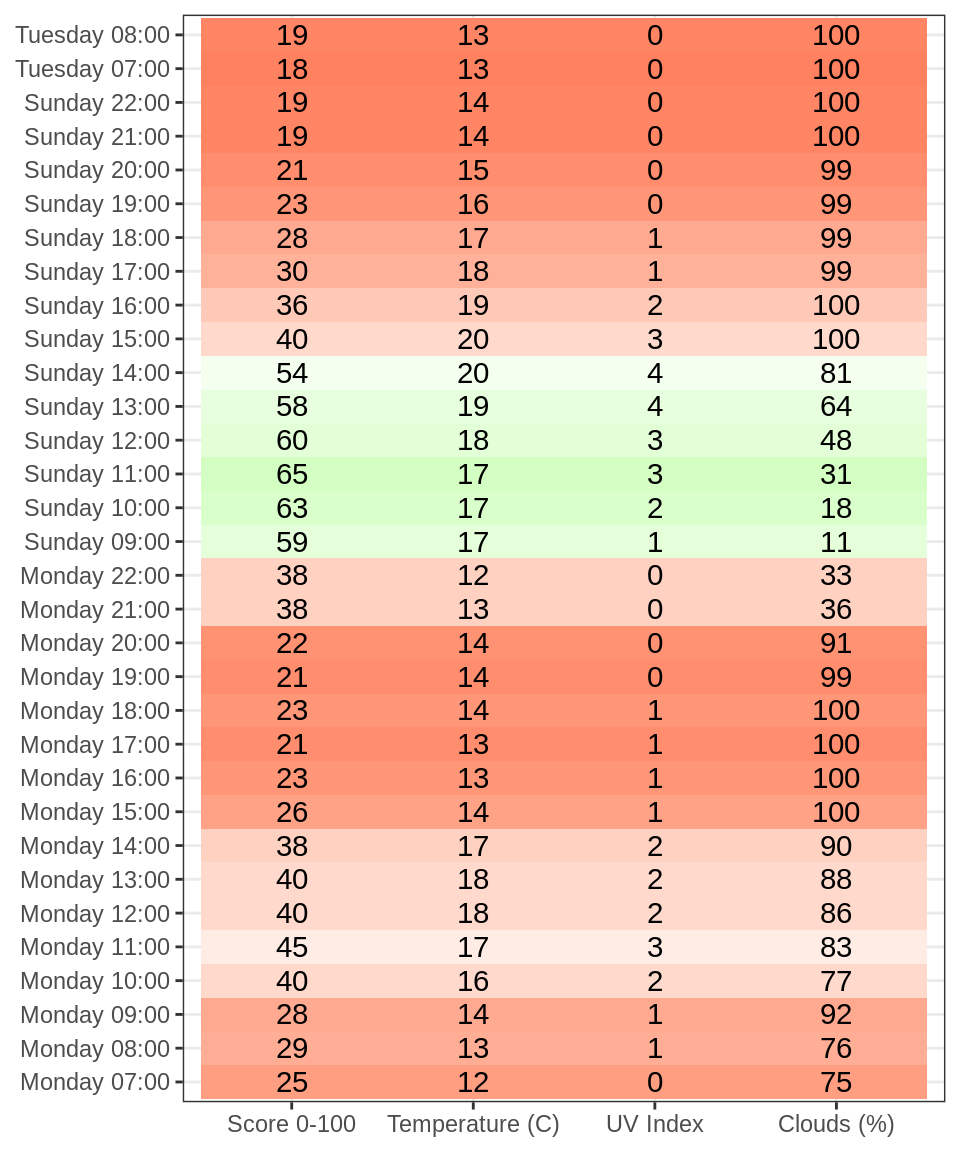 Tuesday 08:00 19 13 0 100
Tuesday 07:00 18 13 0 100
Sunday 22:00 19 14 0 100
Sunday 21:00 19 14 0 100
Sunday 20:00 21 15 0 99
Sunday 19:00 23 16 0 99
Sunday 18:00 28 17 1 99
Sunday 17:00 30 18 1 99
Sunday 16:00 36 19 2 100
Sunday 15:00 40 20 3 100
Sunday 14:00 54 20 4 81
Sunday 13:00 58 19 4 64
Sunday 12:00 60 18 3 48
Sunday 11:00 65 17 3 31
Sunday 10:00 63 17 2 18
Sunday 09:00 59 17 1 11
Monday 22:00 38 12 0 33
Monday 21:00 38 13 0 36
Monday 20:00 22 14 0 91
Monday 19:00 21 14 0 99
Monday 18:00 23 14 1 100
Monday 17:00 21 13 1 100
Monday 16:00 23 13 1 100
Monday 15:00 26 14 1 100
Monday 14:00 38 17 2 90
Monday 13:00 40 18 2 88
Monday 12:00 40 18 2 86
Monday 11:00 45 17 3 83
Monday 10:00 40 16 2 77
Monday 09:00 28 14 1 92
Monday 08:00 29 13 1 76
Monday 07:00 25 12 0 75
Score 0-100 Temperature (C) UV Index Clouds (%)